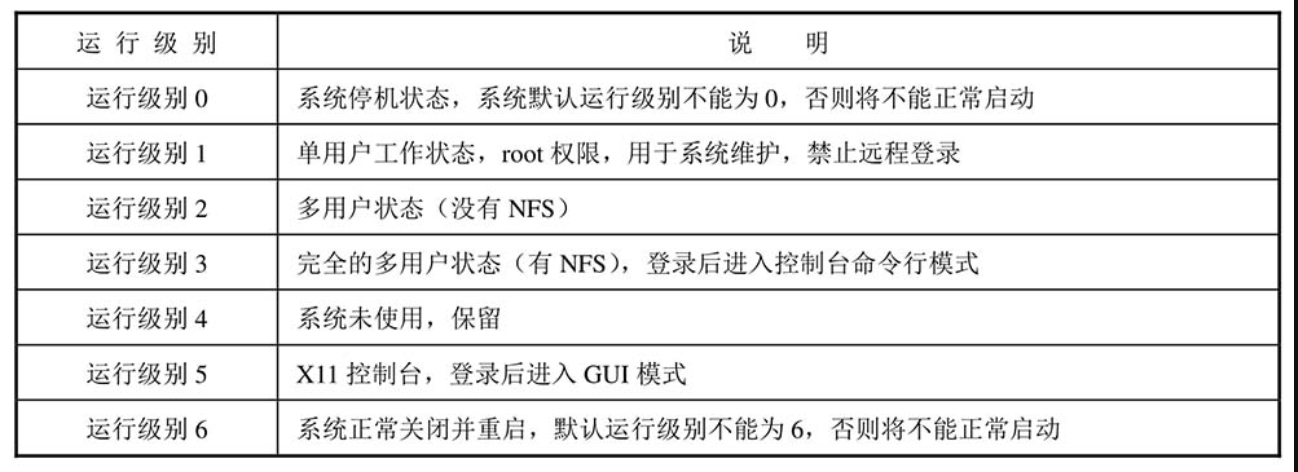 运行级别 说明
运行级别 0 系统停机状态，系统默认运行级别不能为 0，否则将不能正常启动
运行级别 1 单用户工作状态，root 权限，用于系统维护，禁止远程登录
运行级别 2 多用户状态（没有 NFS）
运行级别 3 完全的多用户状态（有 NFS），登录后进入控制台命令行模式
运行级别 4 系统未使用，保留
运行级别 5 X11 控制台，登录后进入 GUI 模式
运行级别 6 系统正常关闭并重启，默认运行级别不能为 6，否则将不能正常启动